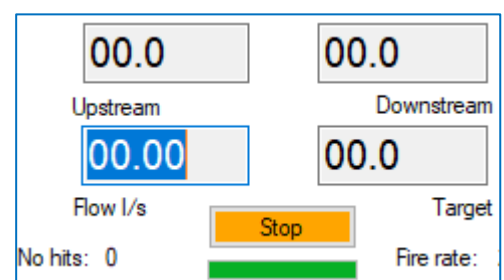 00.0 00.0
Upstream Downstream
00.00 00.0
Flow l/s Target
Stop
No hits: 0 Fire rate: